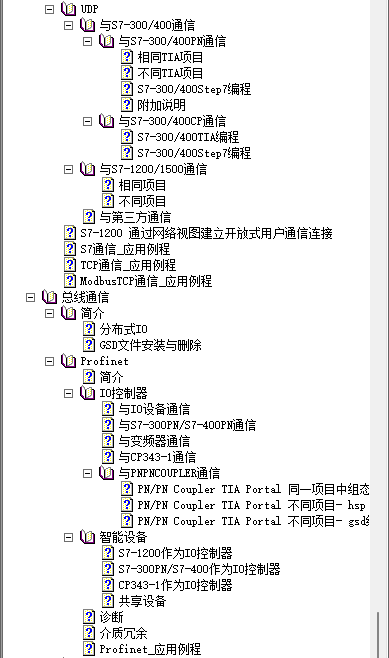 UDP
与S7-300/400通信
与S7-300/400PN通信
相同TIA项目
不同TIA项目
S7-300/400Step7编程
附加说明
与S7-300/400CP通信
S7-300/400TIA编程
S7-300/400Step7编程
与S7-1200/1500通信
相同项目
不同项目
与第三方通信
S7-1200 通过网络视图建立开放式用户通信连接
S7通信_应用例程
TCP通信_应用例程
ModbusTCP通信_应用例程
总线通信
简介
分布式IO
GSD文件安装与删除
Profinet
简介
IO控制器
与IO设备通信
与S7-300PN/S7-400PN通信
与变频器通信
与CP343-1通信
与PNPNCOUPLER通信
PN/PN Coupler TIA Portal 同一项目中组态
PN/PN Coupler TIA Portal 不同项目- hsp
PN/PN Coupler TIA Portal 不同项目- gsd
智能设备
S7-1200作为IO控制器
S7-300PN/S7-400作为IO控制器
CP343-1作为IO控制器
共享设备
诊断
介质冗余
Profinet_应用例程